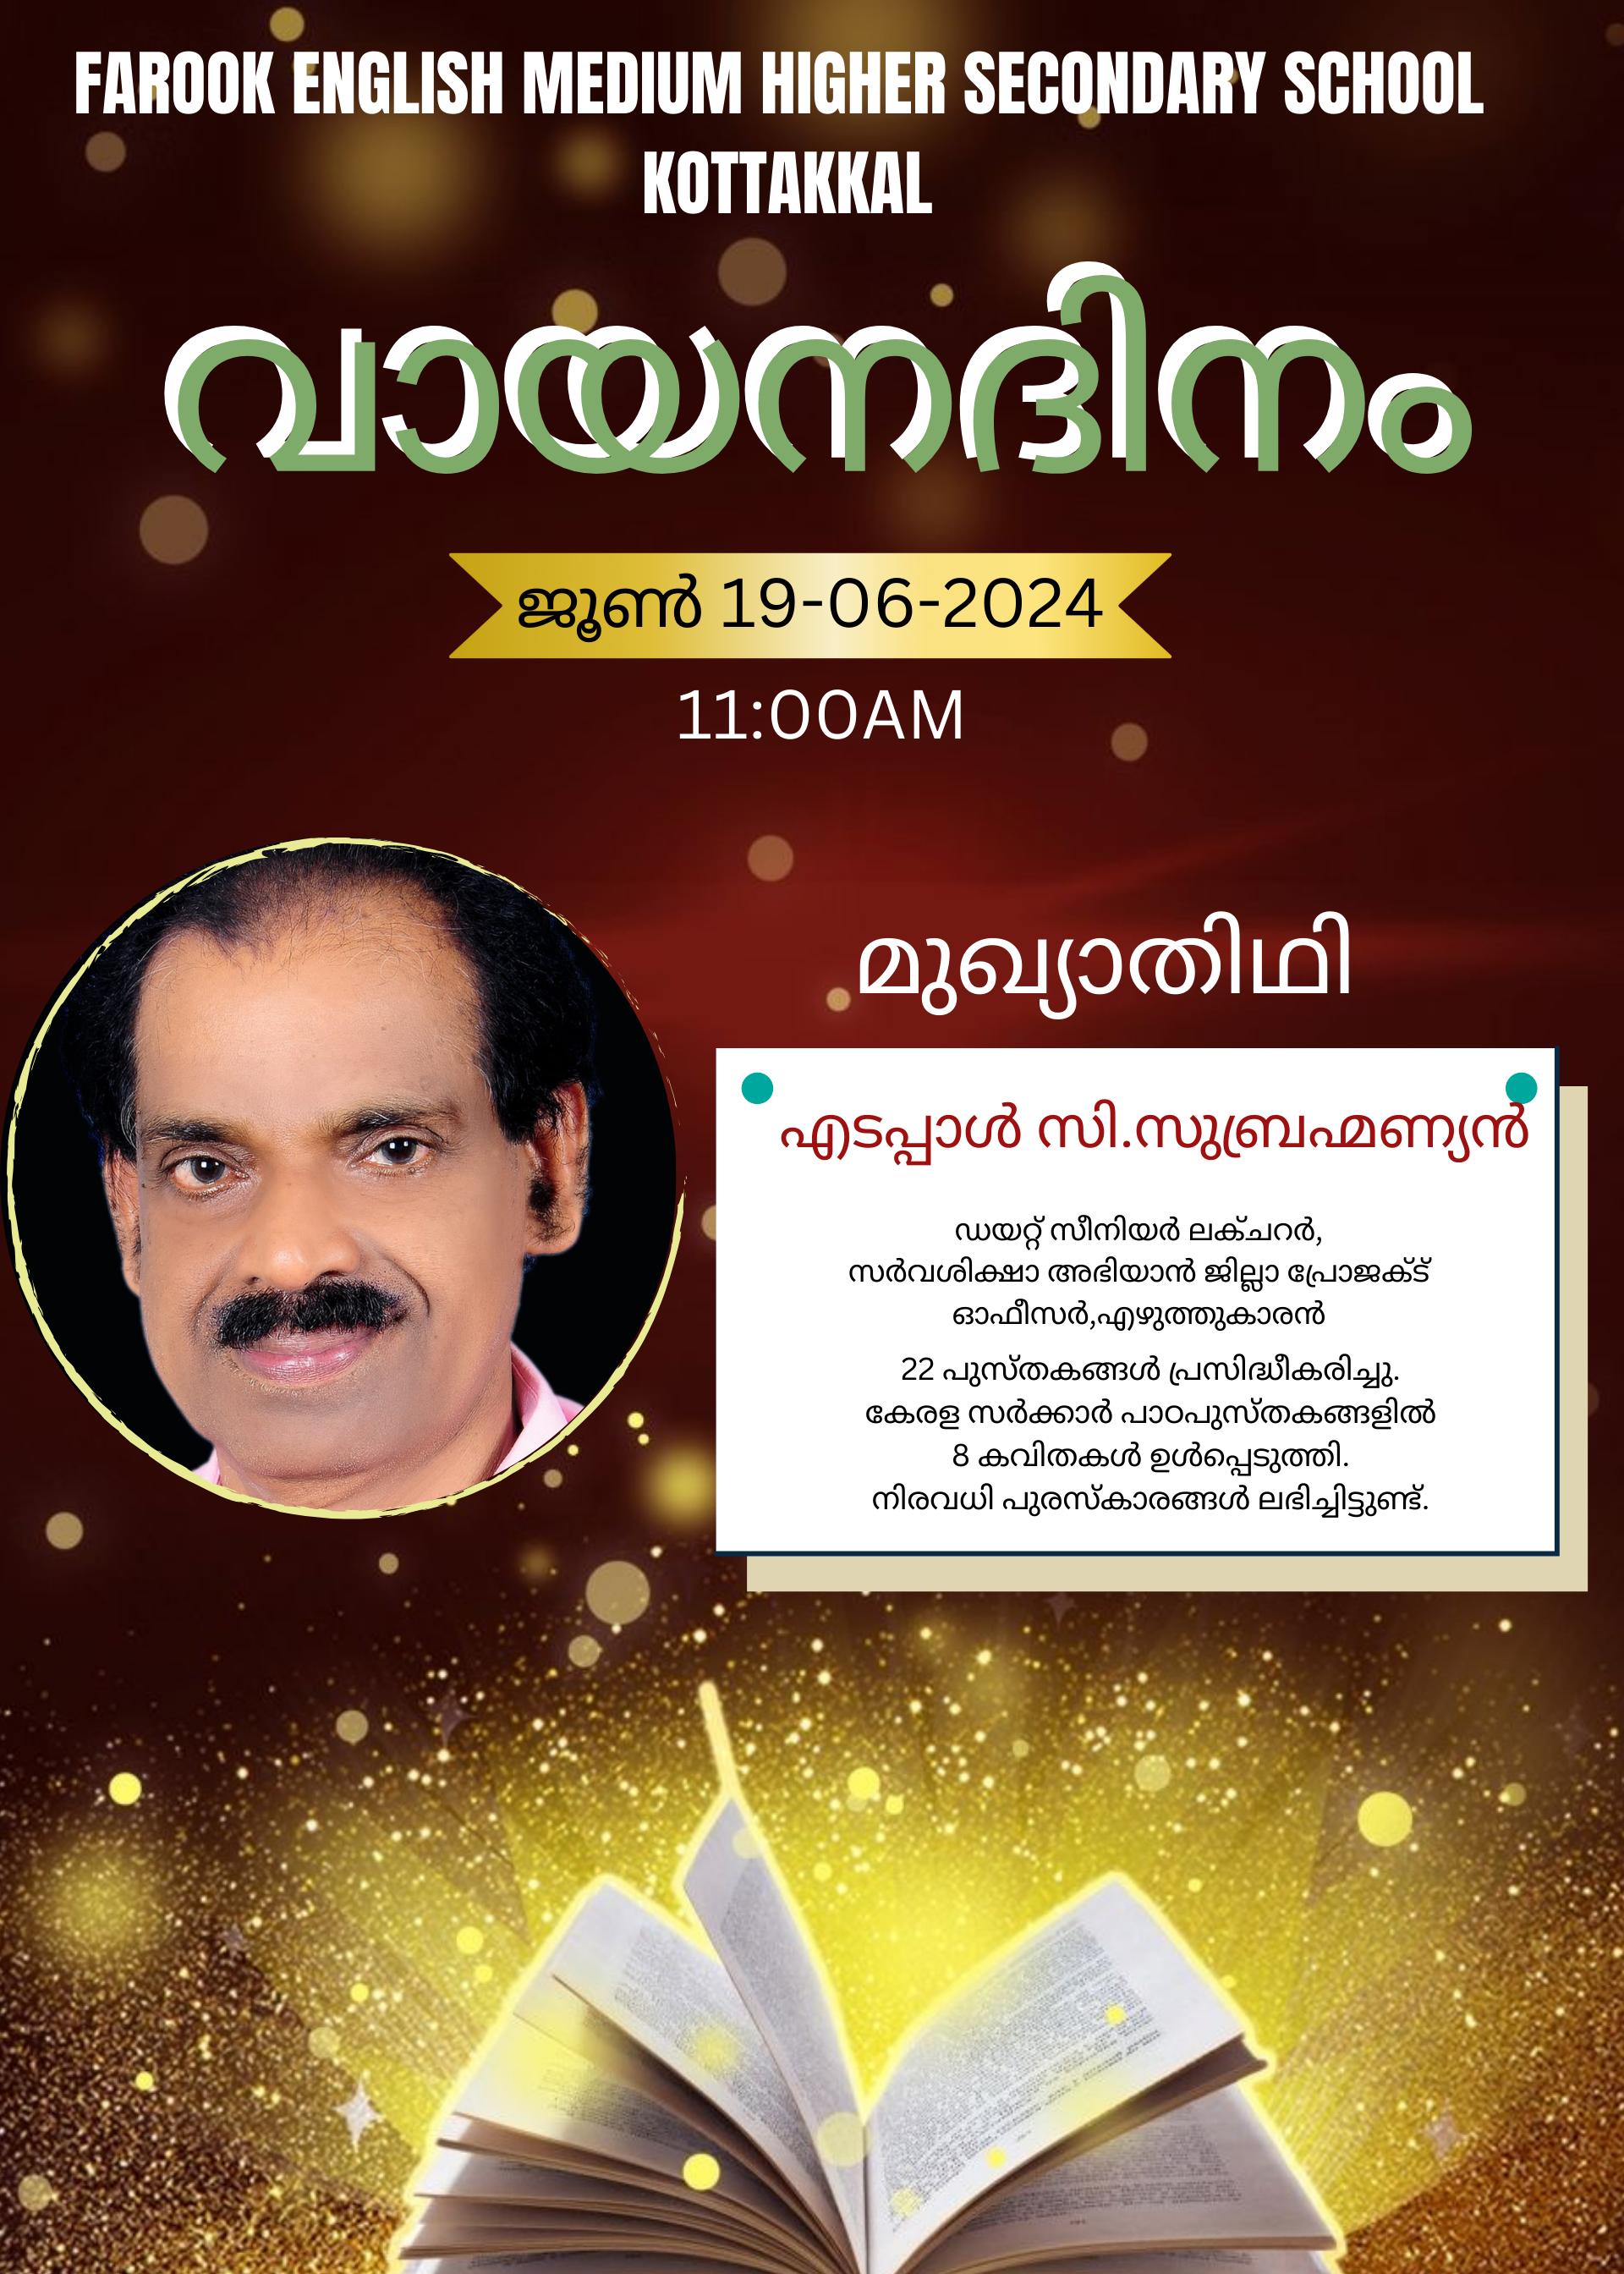 FAROOK ENGLISH MEDIUM HIGHER SECONDARY SCHOOL
KOTTAKKAL
വായനദിനം
ജൂൺ 19-06-2024
11:00AM
മുഖ്യാതിഥി
എടപ്പാൾ സി.സുബ്രഹ്മണ്യൻ
ഡയറ്റ് സീനിയർ ലക്ചറർ,
സർവശിക്ഷാ അഭിയാൻ ജില്ലാ പ്രോജക്ട്
ഓഫീസർ,എഴുത്തുകാരൻ
22 പുസ്തകങ്ങൾ പ്രസിദ്ധീകരിച്ചു.
കേരള സർക്കാർ പാഠപുസ്തകങ്ങളിൽ
8 കവിതകൾ ഉൾപ്പെടുത്തി.
നിരവധി പുരസ്കാരങ്ങൾ ലഭിച്ചിട്ടുണ്ട്.